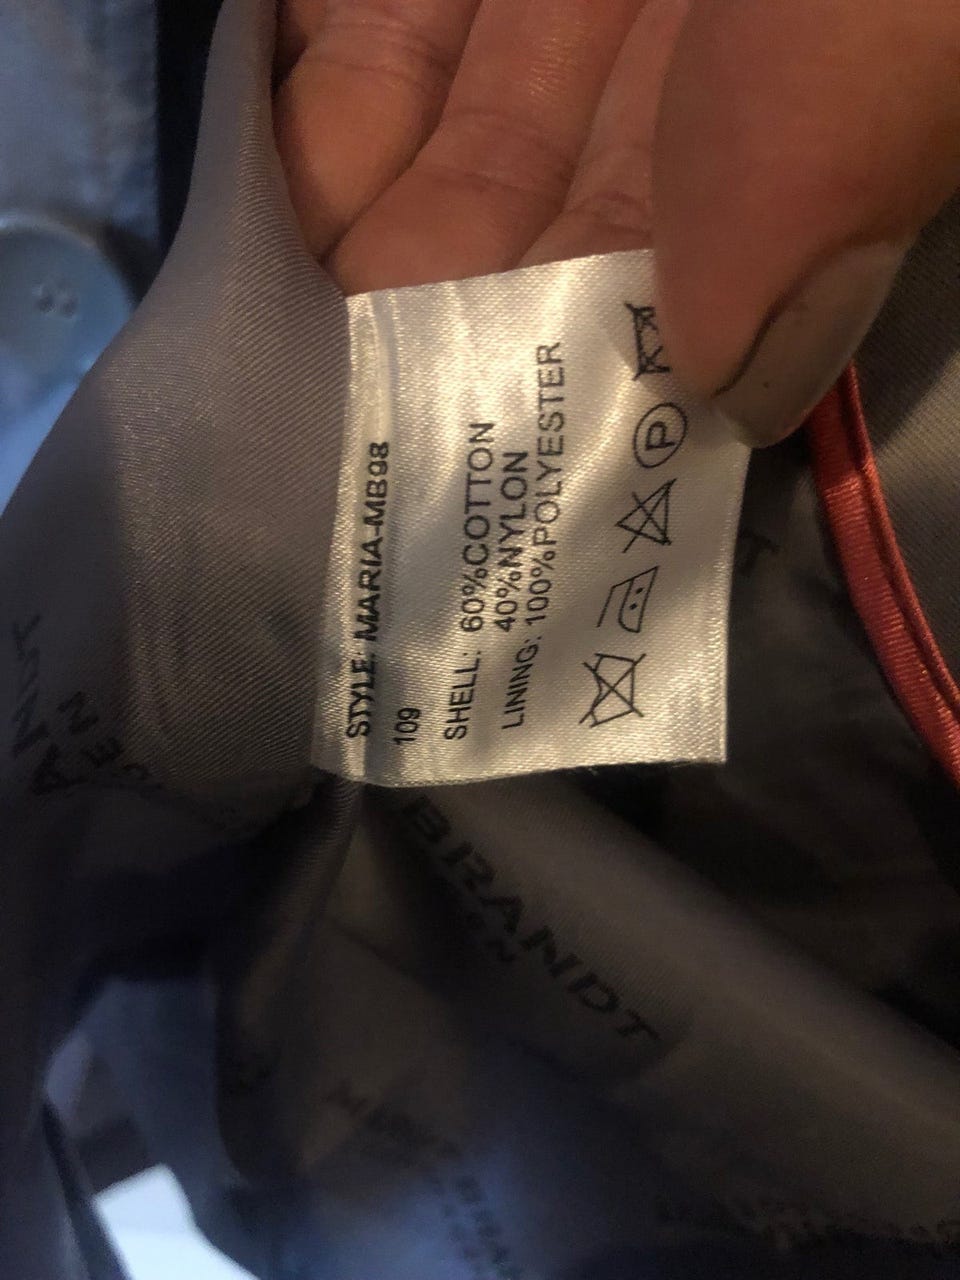 STYLE: MARIA-MB98
109
SHELL: 60%COTTON
40%NYLON
LINING: 100%POLYESTER
P
BRANDT